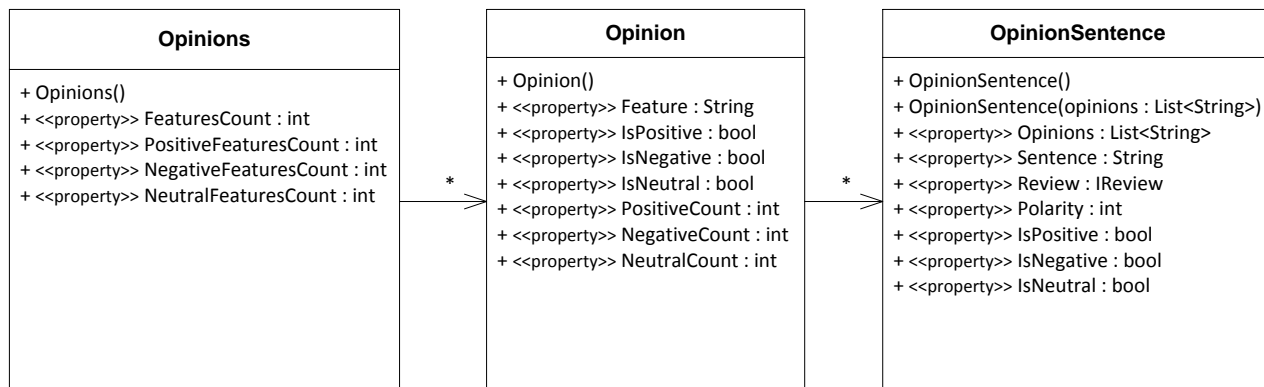 Opinions
+ Opinions()
+ <<property>> FeaturesCount : int
+ <<property>> PositiveFeaturesCount : int
+ <<property>> NegativeFeaturesCount : int
+ <<property>> NeutralFeaturesCount : int
*
Opinion
+ Opinion()
+ <<property>> Feature : String
+ <<property>> IsPositive : bool
+ <<property>> IsNegative : bool
+ <<property>> IsNeutral : bool
+ <<property>> PositiveCount : int
+ <<property>> NegativeCount : int
+ <<property>> NeutralCount : int
*
OpinionSentence
+ OpinionSentence()
+ OpinionSentence(opinions : List<String>)
+ <<property>> Opinions : List<String>
+ <<property>> Sentence : String
+ <<property>> Review : IReview
+ <<property>> Polarity : int
+ <<property>> IsPositive : bool
+ <<property>> IsNegative : bool
+ <<property>> IsNeutral : bool